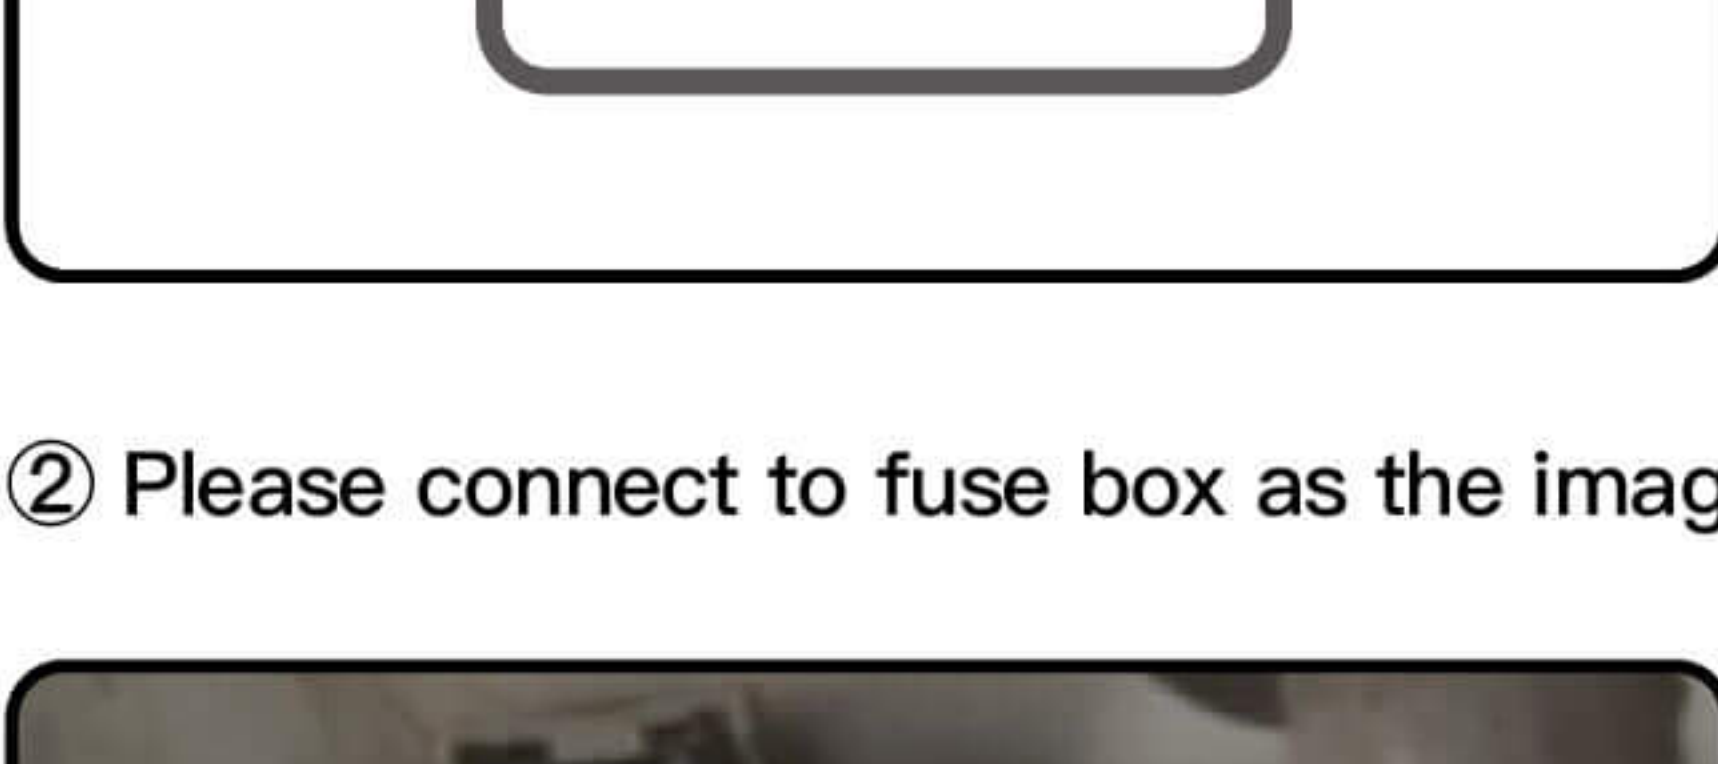 ② Please connect to fuse box as the imag